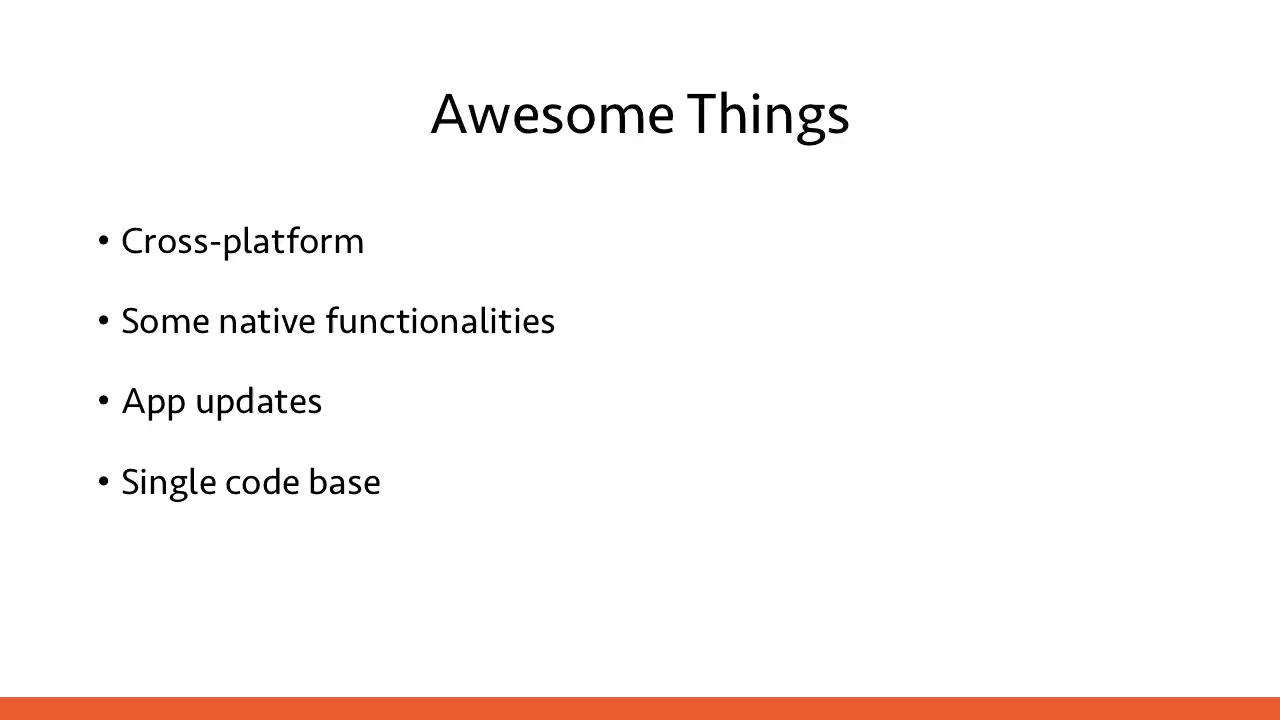 Awesome Things
• Cross-platform
• Some native functionalities
• App updates
• Single code base